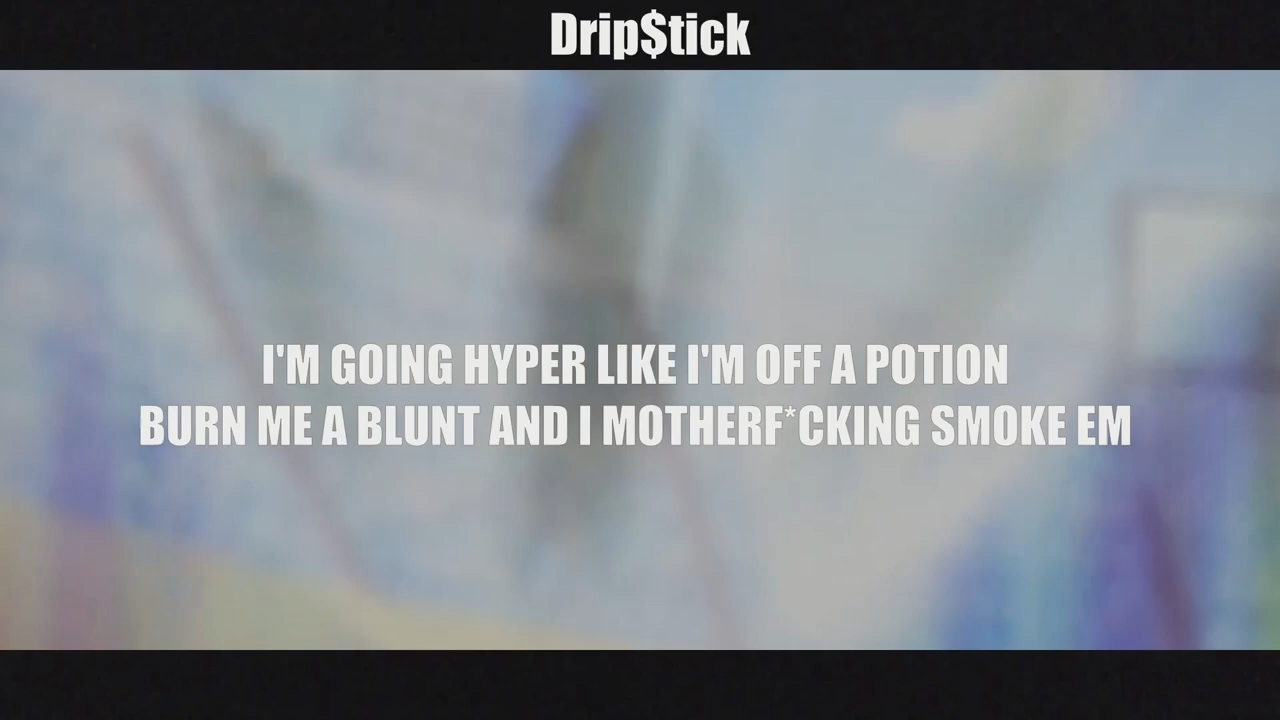 Drip$tick
I'M GOING HYPER LIKE I'M OFF A POTION
BURN ME A BLUNT AND I MOTHERF*CKING SMOKE EM